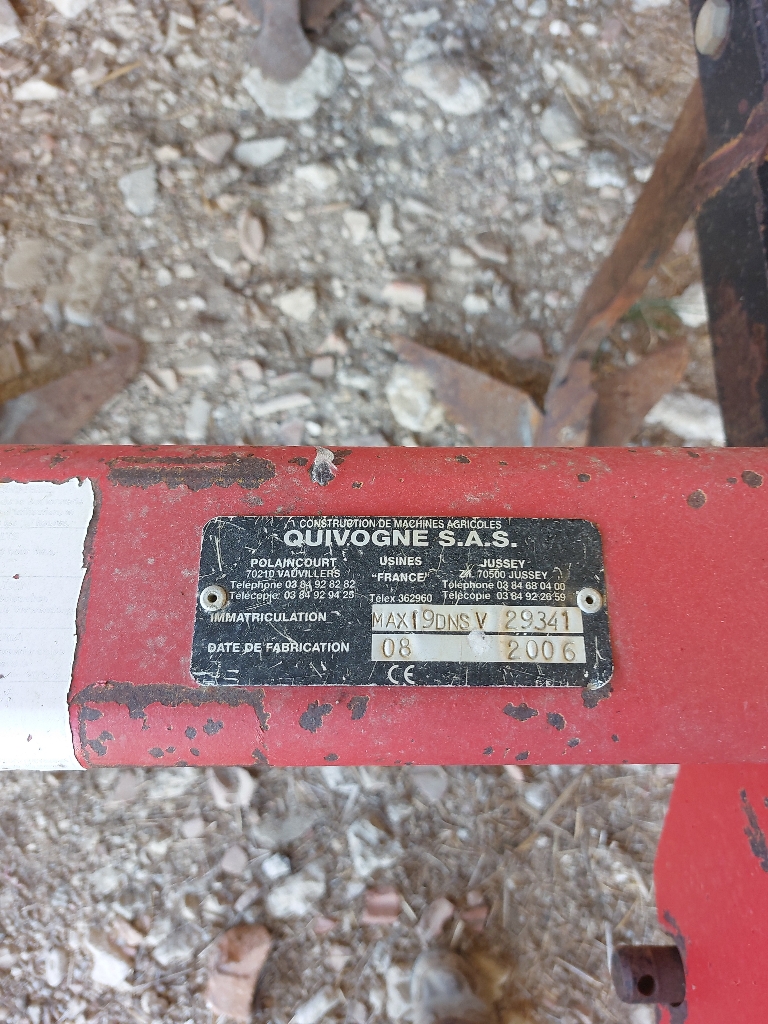 CONSTRUCTION DE MACHINES AGRICOLES
QUIVOGNE S.A.S.
POLAINCOURT USINES JUSSEY
70210 VAUVILLERS "FRANCE" Z.I. 70500 JUSSEY
Téléphone 03 84 92 82 82 Téléphone 03 84 68 04 00
Télécopie: 03 84 92 94 25 Télex 362960 Télécopie: 03 84 92 26 59
IMMATRICULATION MAX19DNS V 29341
DATE DE FABRICATION 08 2006
CE